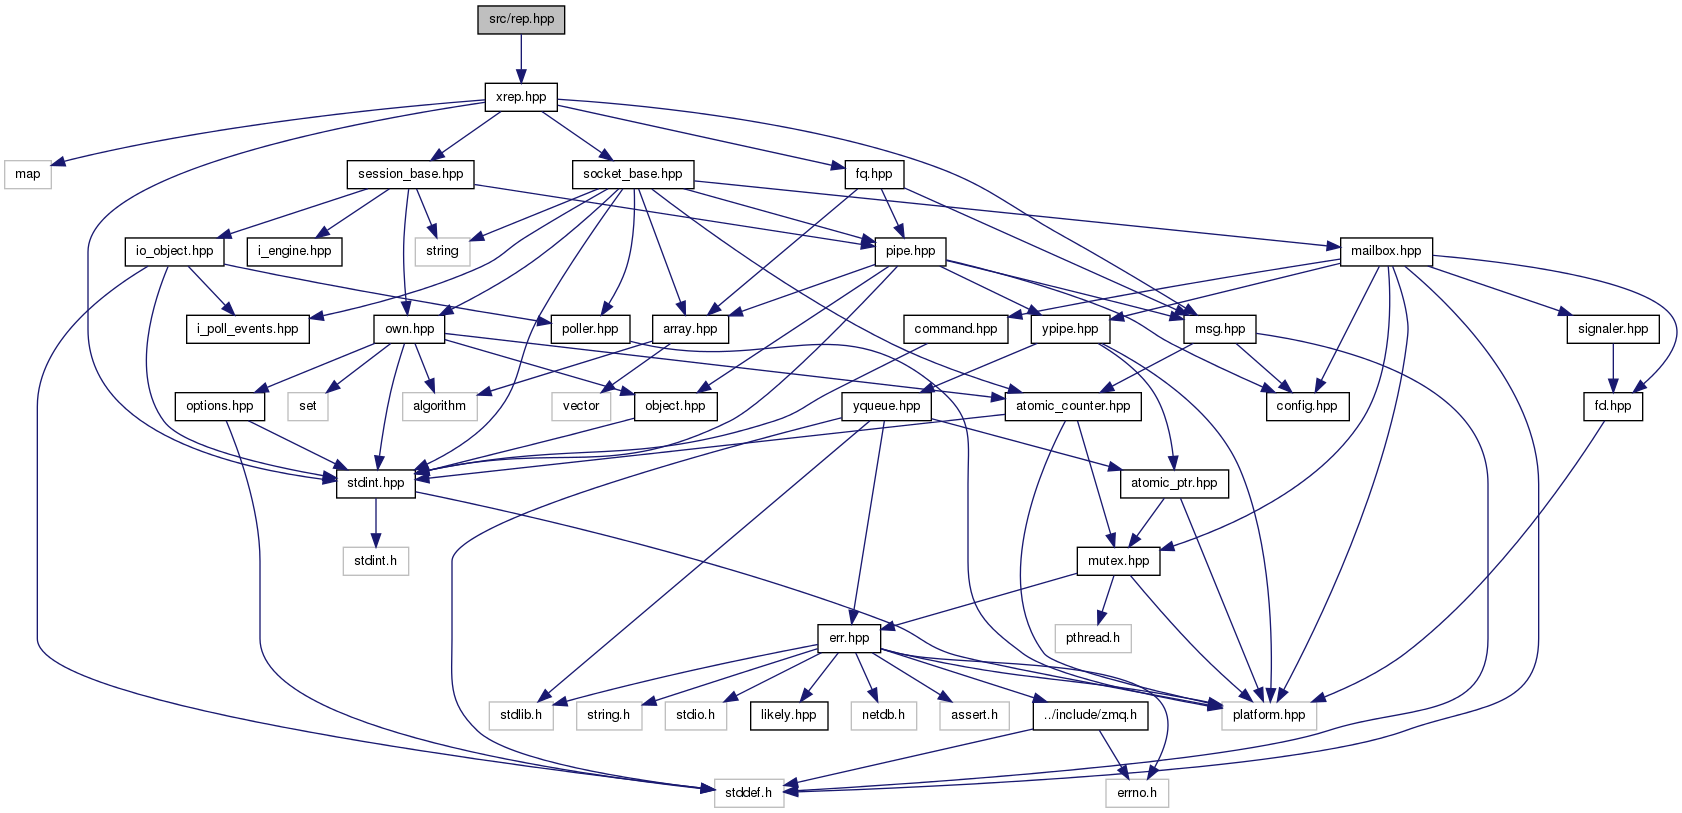 src/rep.hpp
xrep.hpp
map
session_base.hpp
socket_base.hpp
fq.hpp
io_object.hpp
i_engine.hpp
string
pipe.hpp
mailbox.hpp
i_poll_events.hpp
own.hpp
poller.hpp
array.hpp
command.hpp
ypipe.hpp
msg.hpp
signaler.hpp
options.hpp
set
algorithm
vector
object.hpp
yqueue.hpp
atomic_counter.hpp
config.hpp
fd.hpp
stdint.hpp
atomic_ptr.hpp
stdint.h
mutex.hpp
err.hpp
pthread.h
stdlib.h
string.h
stdio.h
likely.hpp
netdb.h
assert.h
../include/zmq.h
platform.hpp
stddef.h
errno.h